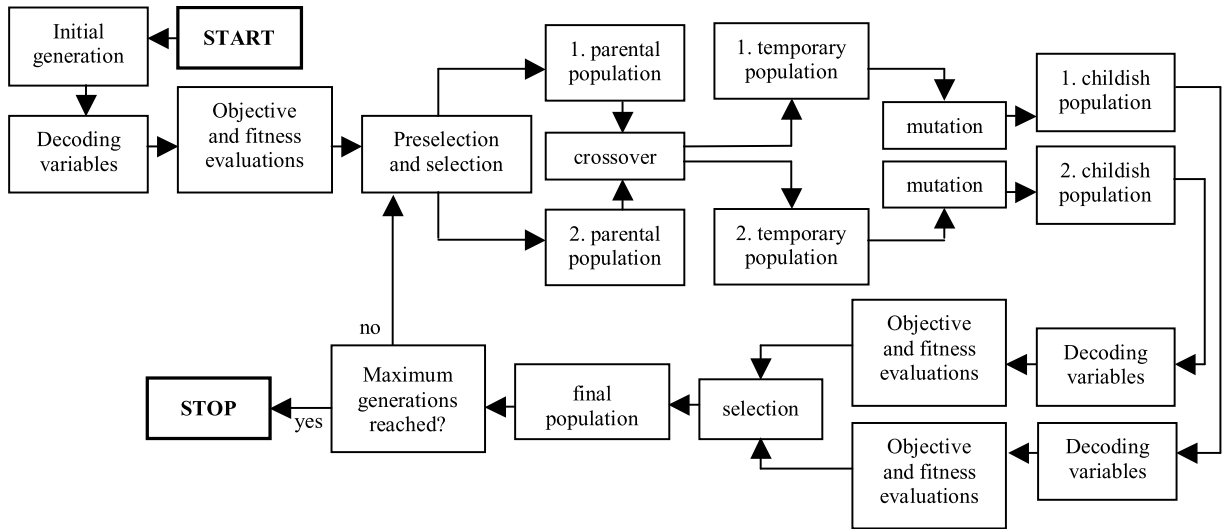 Initial
generation
START
Decoding
variables
Objective
and fitness
evaluations
Preselection
and selection
1. parental
population
crossover
2. parental
population
1. temporary
population
2. temporary
population
mutation
mutation
1. childish
population
2. childish
population
Decoding
variables
Objective
and fitness
evaluations
Decoding
variables
Objective
and fitness
evaluations
selection
final
population
Maximum
generations
reached?
no
yes
STOP